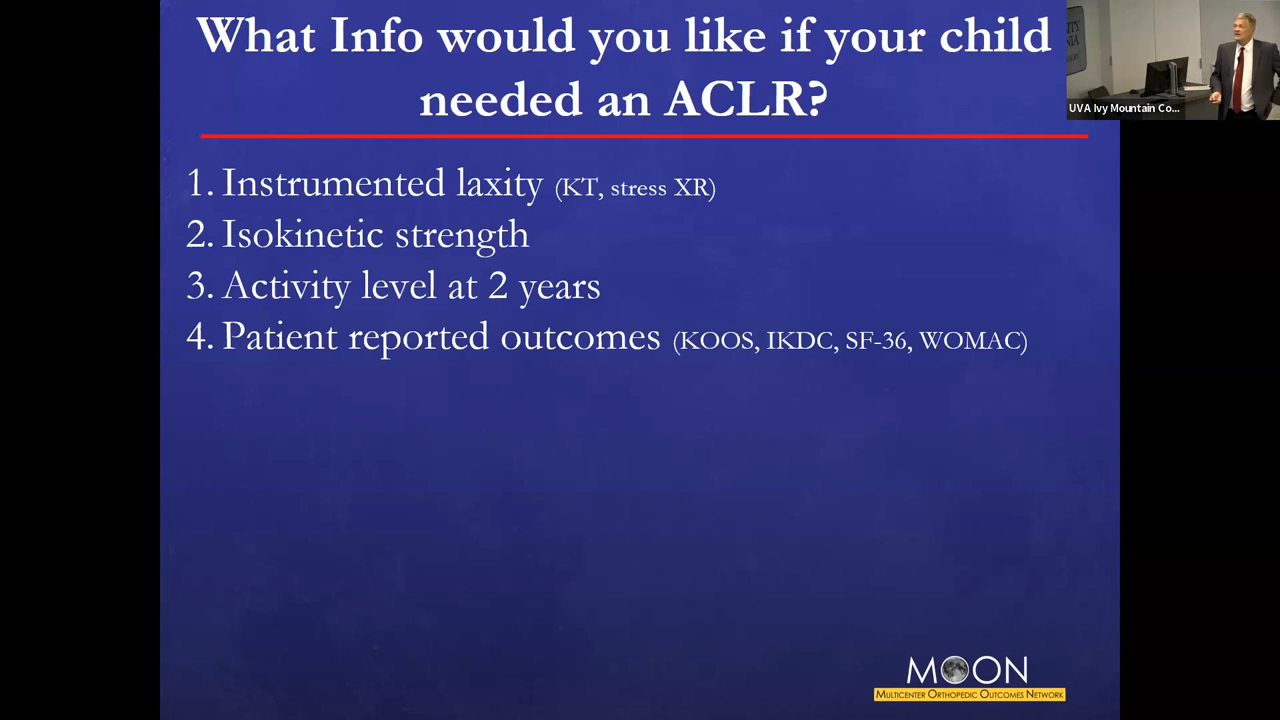 What Info would you like if your child
needed an ACLR?
1. Instrumented laxity (KT, stress XR)
2. Isokinetic strength
3. Activity level at 2 years
4. Patient reported outcomes (KOOS, IKDC, SF-36, WOMAC)
UVA Ivy Mountain Co...
MOON
MULTICENTER ORTHOPEDIC OUTCOMES NETWORK